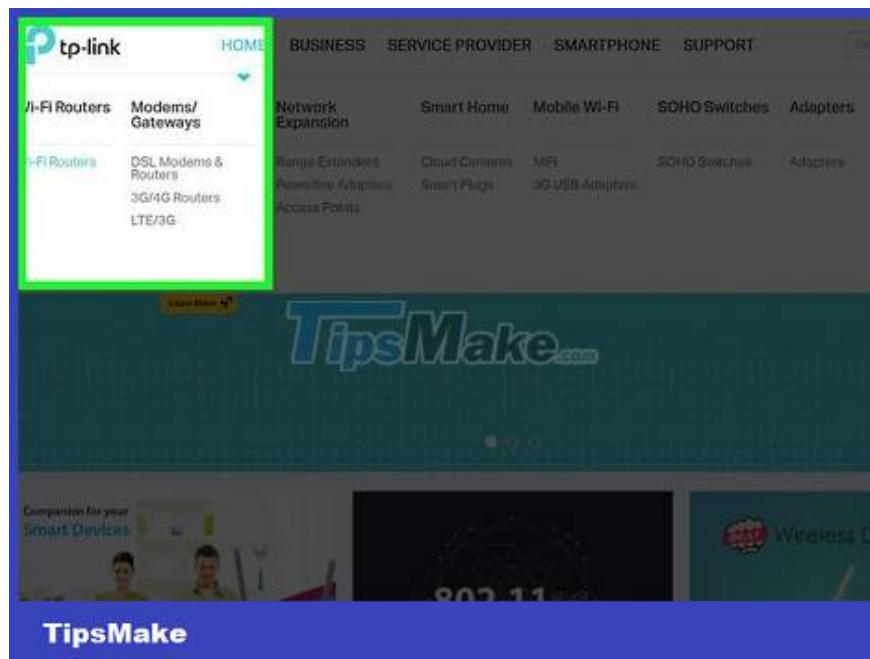 tp-link
HOME BUSINESS SERVICE PROVIDER SMARTPHONE SUPPORT
i-Fi Routers Modems/ Network Smart Home Mobile Wi-Fi SOHO Switches Adapters
Gateways Expansion
i-Fi Routers DSL Modems & Range Extenders Cloud Cameras MiFi SOHO Switches Adapters
Routers Powerline Adapters Smart Plugs 3G USB Adapters
3G/4G Routers Access Points
LTE/3G
Learn More
TipsMake.com
Companion for your
Smart Devices
802.11
Wireless D
TipsMake